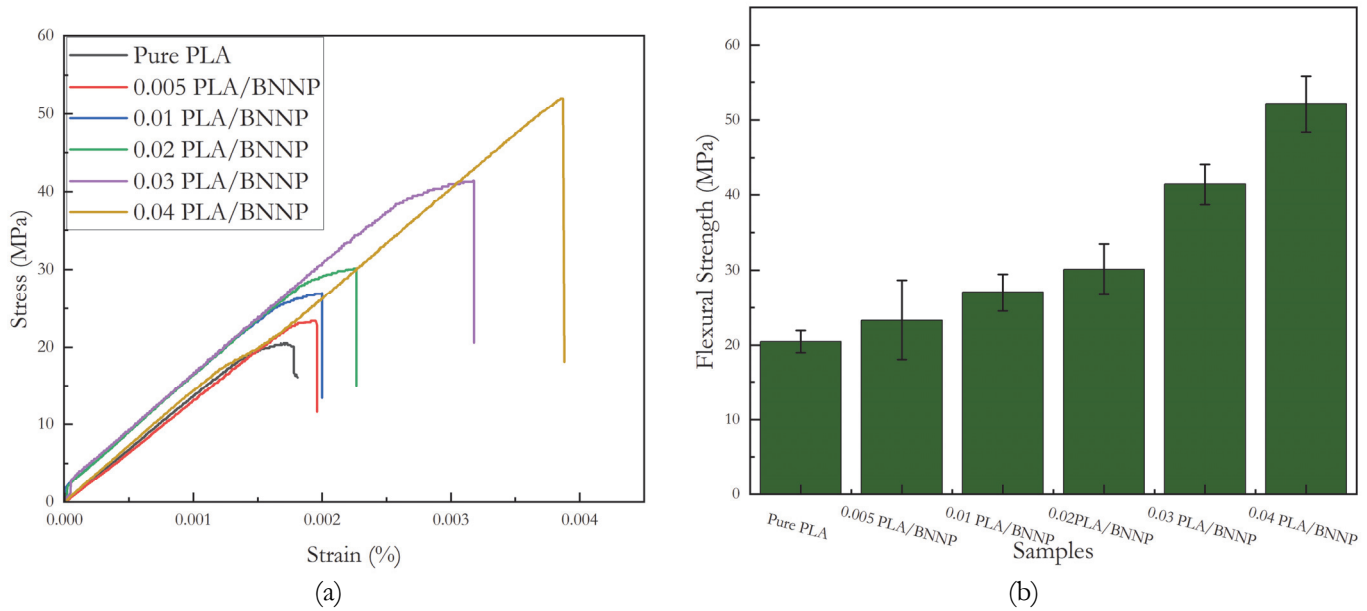 60
50
40
30
20
10
0
Stress (MPa)
Pure PLA
0.005 PLA/BNNP
0.01 PLA/BNNP
0.02 PLA/BNNP
0.03 PLA/BNNP
0.04 PLA/BNNP
0.000 0.001 0.002 0.003 0.004
Strain (%)
(a)
60
50
40
30
20
10
0
Flexural Strength (MPa)
Pure PLA 0.005 PLA/BNNP 0.01 PLA/BNNP 0.02PLA/BNNP 0.03 PLA/BNNP 0.04 PLA/BNNP
Samples
(b)